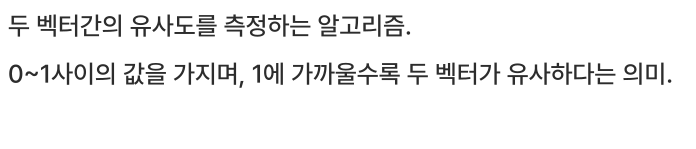 두 벡터간의 유사도를 측정하는 알고리즘.
0~1사이의 값을 가지며, 1에 가까울수록 두 벡터가 유사하다는 의미.